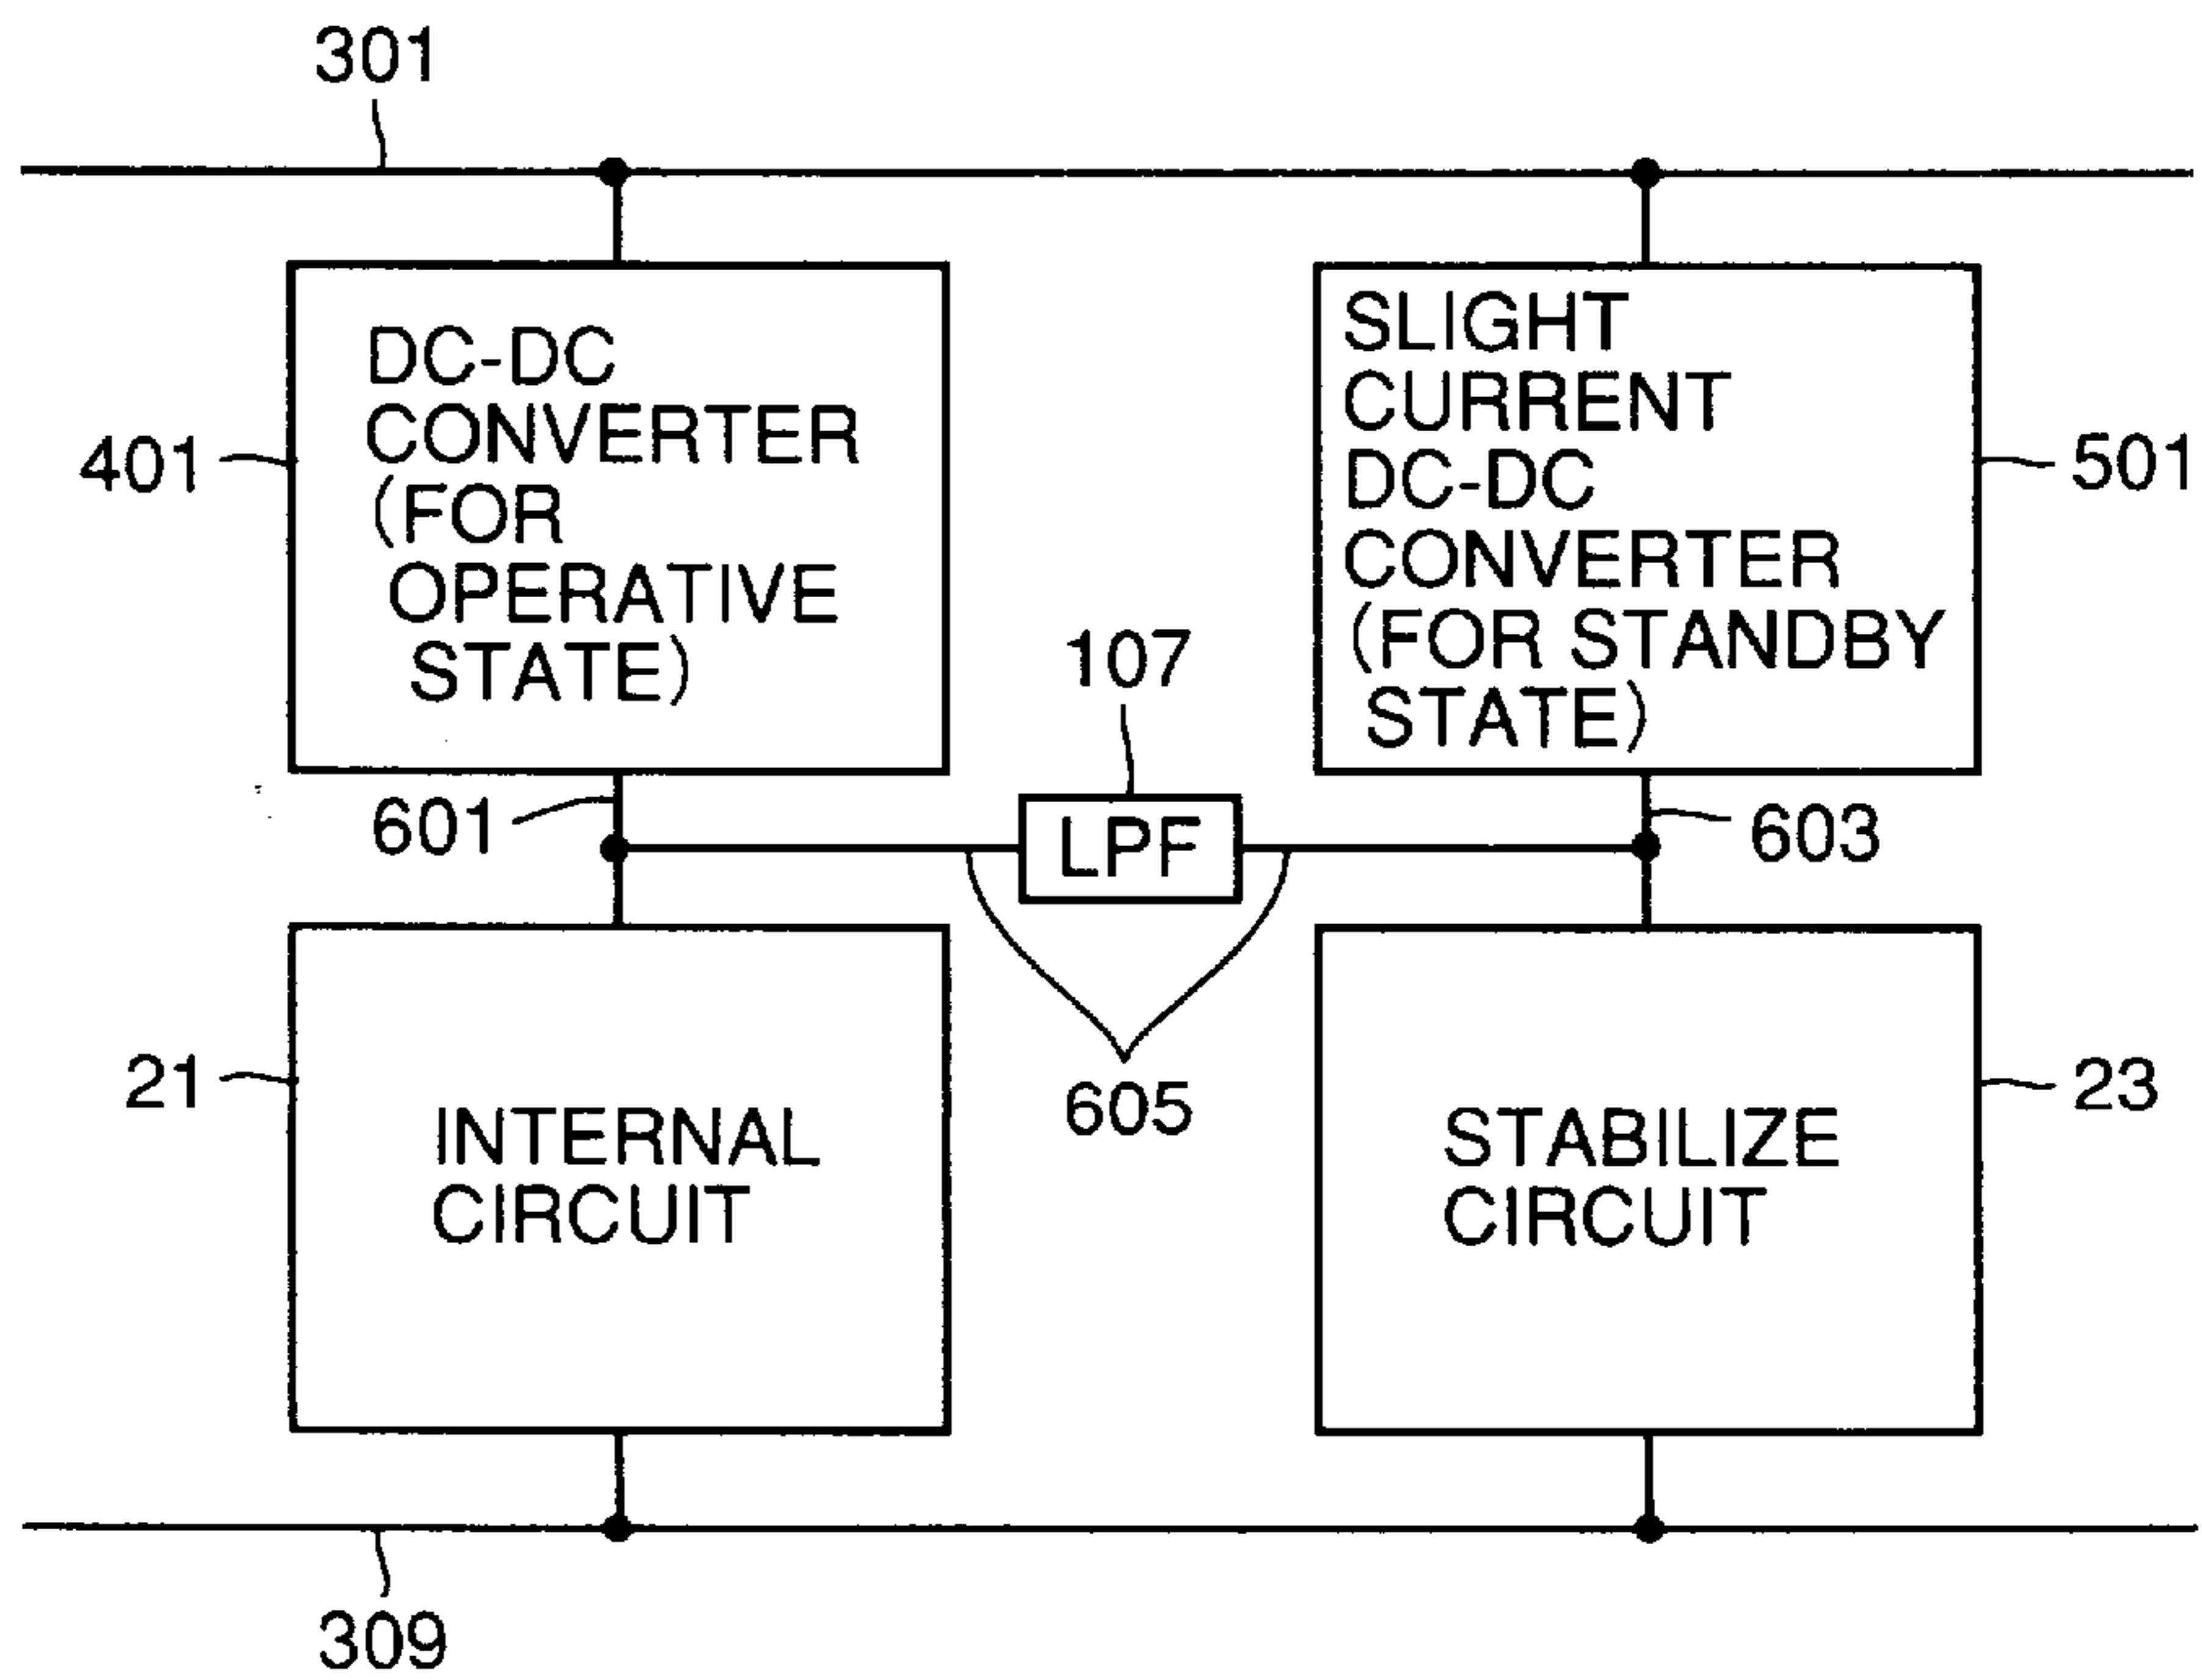 301
DC-DC
CONVERTER
(FOR
OPERATIVE
STATE)
401
SLIGHT
CURRENT
DC-DC
CONVERTER
(FOR STANDBY
STATE)
501
107
LPF
601
603
605
21
INTERNAL
CIRCUIT
STABILIZE
CIRCUIT
23
309